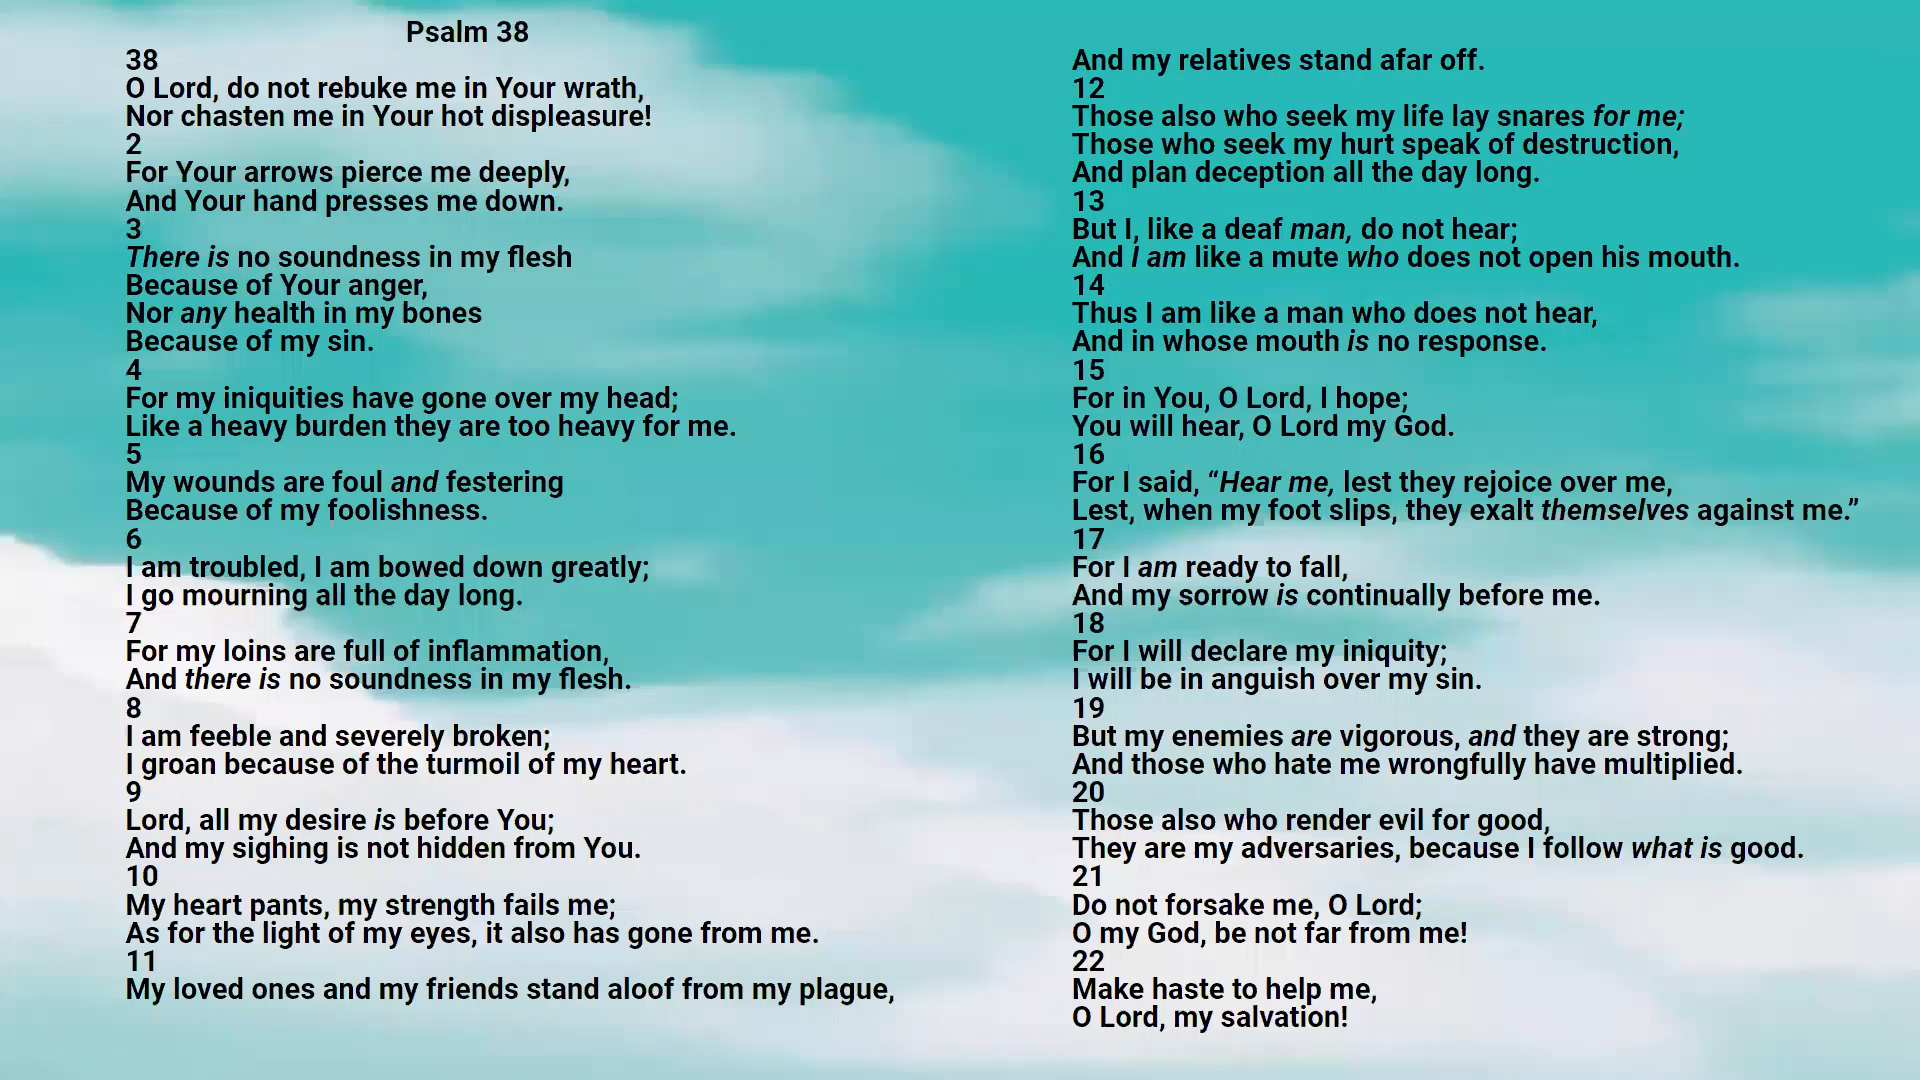 Psalm 38
38
O Lord, do not rebuke me in Your wrath,
Nor chasten me in Your hot displeasure!
2
For Your arrows pierce me deeply,
And Your hand presses me down.
3
There is no soundness in my flesh
Because of Your anger,
Nor any health in my bones
Because of my sin.
4
For my iniquities have gone over my head;
Like a heavy burden they are too heavy for me.
5
My wounds are foul and festering
Because of my foolishness.
6
I am troubled, I am bowed down greatly;
I go mourning all the day long.
7
For my loins are full of inflammation,
And there is no soundness in my flesh.
8
I am feeble and severely broken;
I groan because of the turmoil of my heart.
9
Lord, all my desire is before You;
And my sighing is not hidden from You.
10
My heart pants, my strength fails me;
As for the light of my eyes, it also has gone from me.
11
My loved ones and my friends stand aloof from my plague,
And my relatives stand afar off.
12
Those also who seek my life lay snares for me;
Those who seek my hurt speak of destruction,
And plan deception all the day long.
13
But I, like a deaf man, do not hear;
And I am like a mute who does not open his mouth.
14
Thus I am like a man who does not hear,
And in whose mouth is no response.
15
For in You, O Lord, I hope;
You will hear, O Lord my God.
16
For I said, “Hear me, lest they rejoice over me,
Lest, when my foot slips, they exalt themselves against me.”
17
For I am ready to fall,
And my sorrow is continually before me.
18
For I will declare my iniquity;
I will be in anguish over my sin.
19
But my enemies are vigorous, and they are strong;
And those who hate me wrongfully have multiplied.
20
Those also who render evil for good,
They are my adversaries, because I follow what is good.
21
Do not forsake me, O Lord;
O my God, be not far from me!
22
Make haste to help me,
O Lord, my salvation!